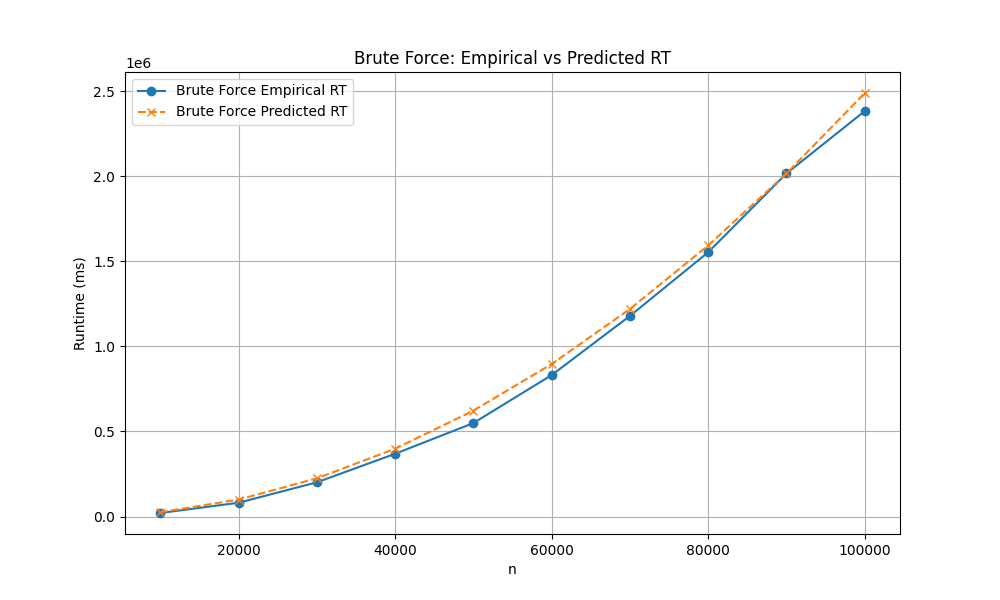 Brute Force: Empirical vs Predicted RT
1e6
Brute Force Empirical RT
Brute Force Predicted RT
2.5
2.0
1.5
1.0
0.5
0.0
Runtime (ms)
20000 40000 60000 80000 100000
n